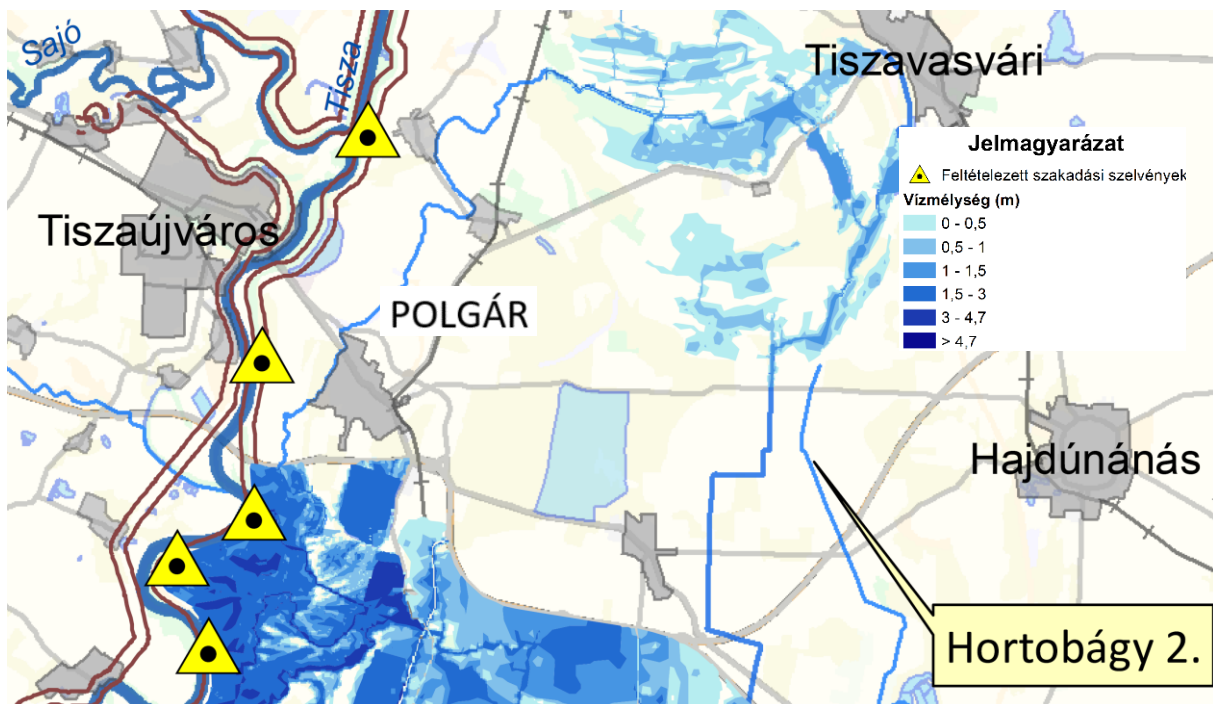 Sajó
Tisza
Tiszavasvári
Tiszaújváros
POLGÁR
Jelmagyarázat
Feltételezett szakadási szelvények
Vízmélység (m)
0 - 0,5
0,5 - 1
1 - 1,5
1,5 - 3
3 - 4,7
> 4,7
Hajdúnánás
Hortobágy 2.